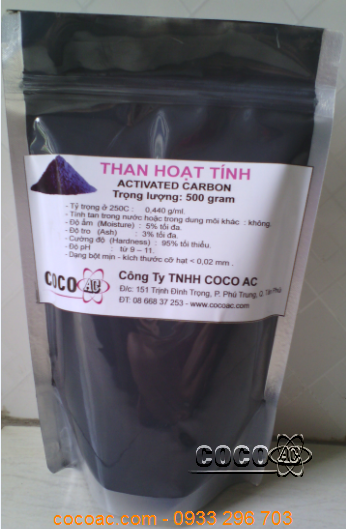 THAN HOẠT TÍNH
ACTIVATED CARBON
Trọng lượng: 500 gram
- Tỷ trọng ở 250C : 0,440 g/ml.
- Tính tan trong nước hoặc trong dung môi khác : không.
- Độ ẩm (Moisture) : 5% tối đa.
- Độ tro (Ash) : 3% tối đa.
- Cường độ (Hardness) : 95% tối thiểu.
- Độ pH : từ 9 – 11.
- Dạng bột mịn - kích thước cỡ hạt < 0,02 mm .
COCO AC
Công Ty TNHH COCO AC
Đ/c: 151 Trịnh Đình Trọng, P. Phú Trung, Q. Tân Phú
ĐT: 08 668 37 253 - www.cocoac.com
COCO AC
cocoac.com - 0933 298 703